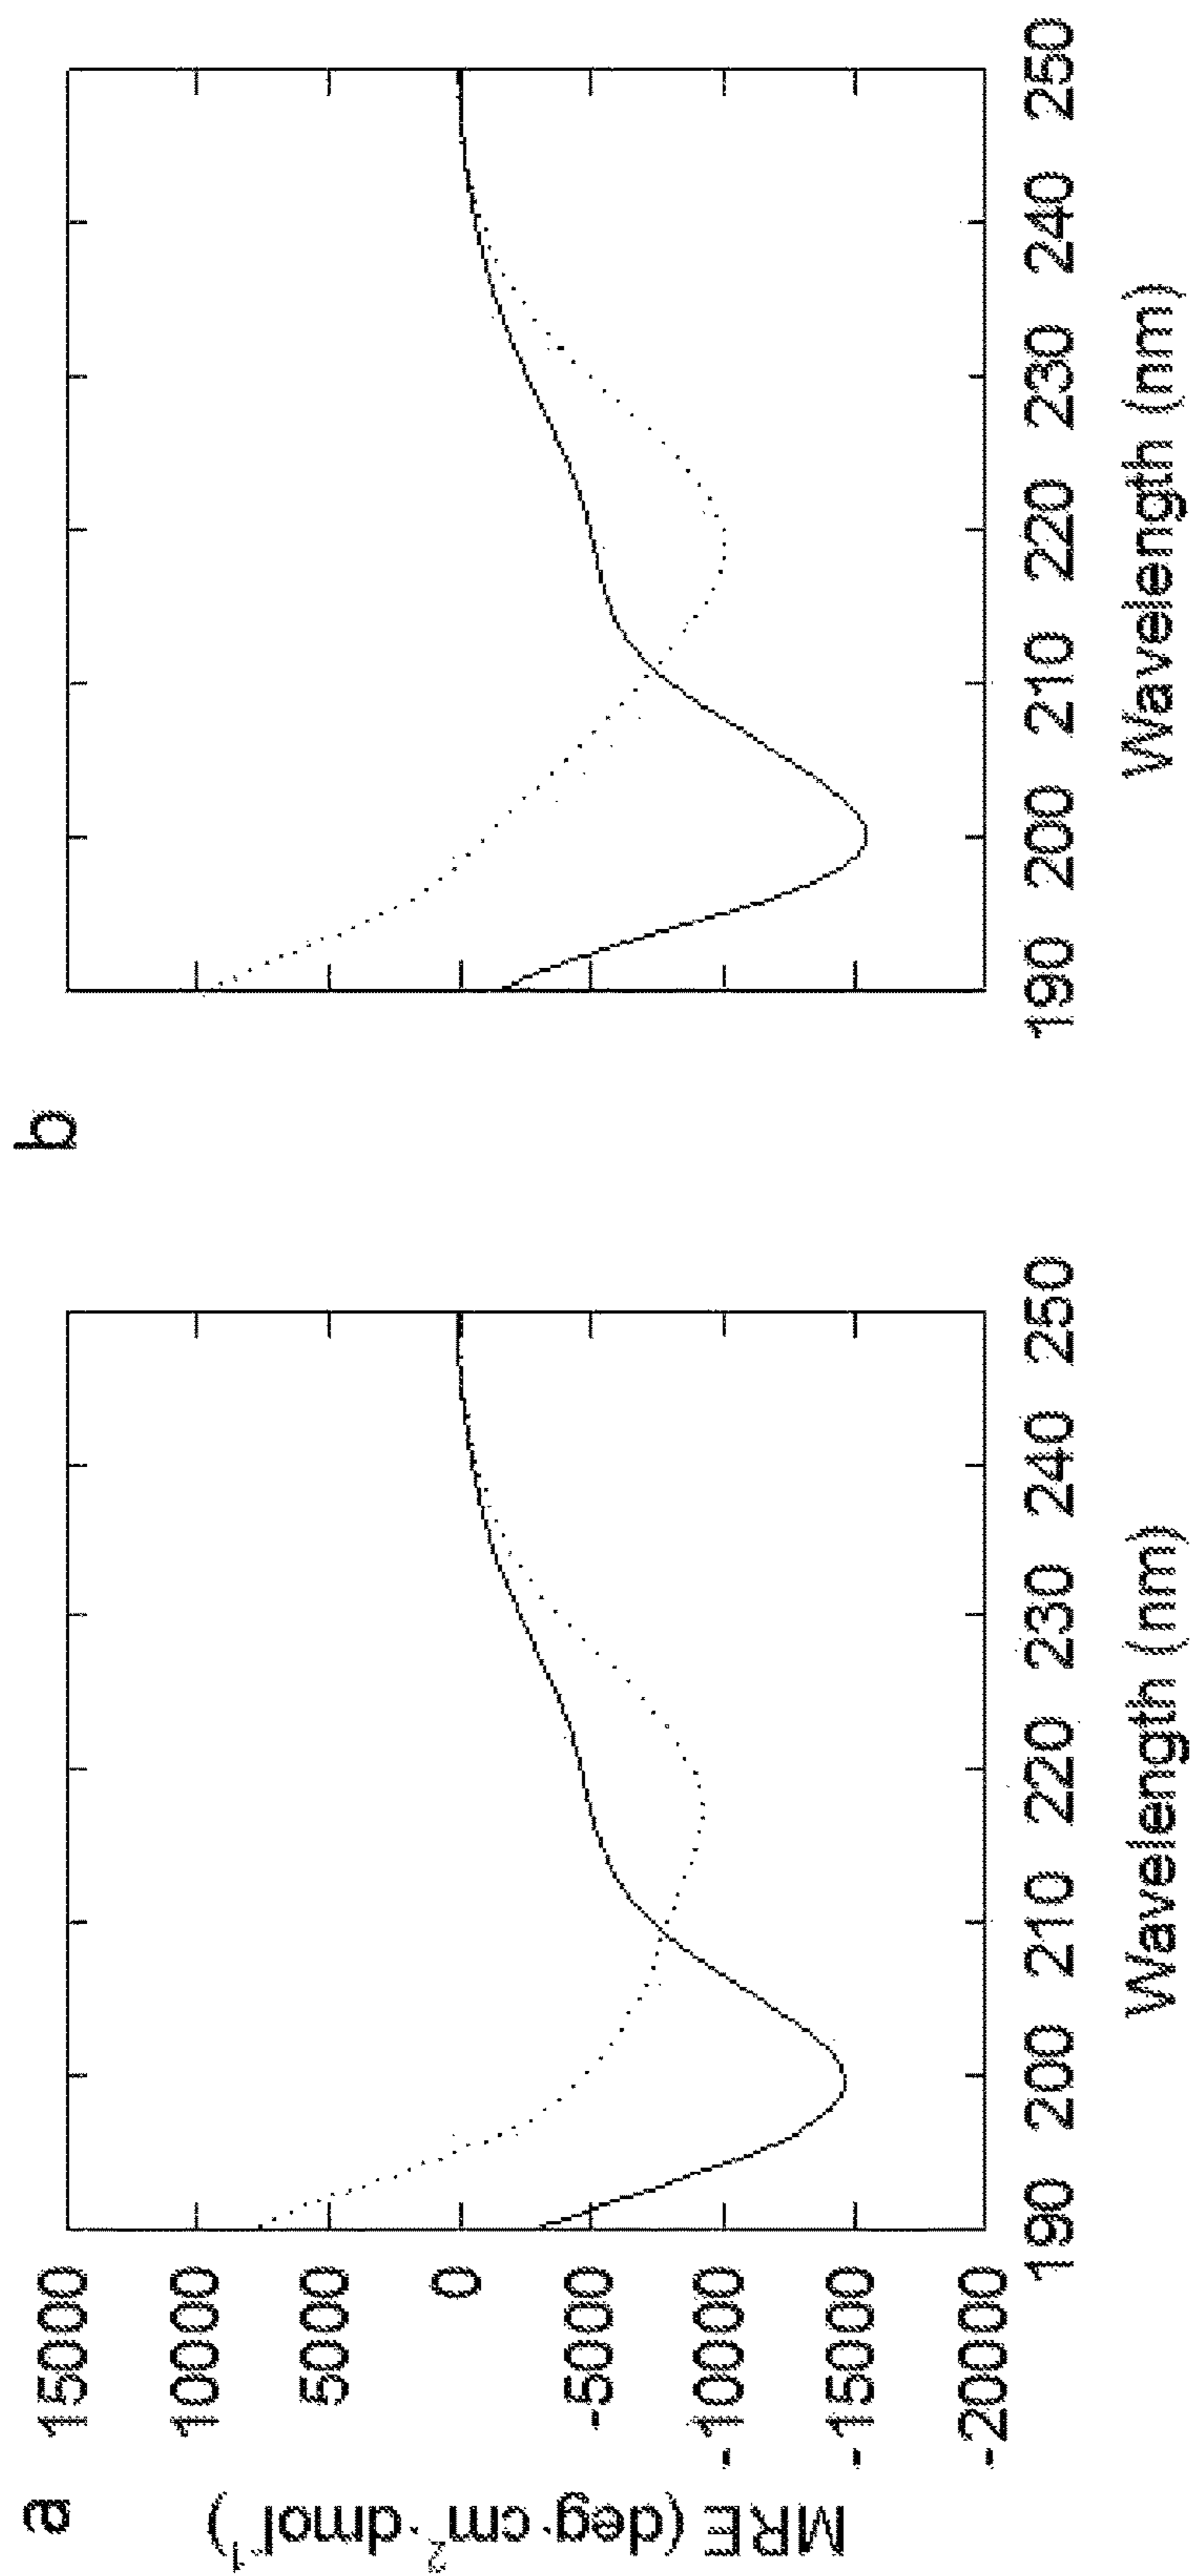 a
MRE (deg·cm²·dmol⁻¹)
15000
10000
5000
0
-5000
-10000
-15000
-20000
190 200 210 220 230 240 250
Wavelength (nm)
b
190 200 210 220 230 240 250
Wavelength (nm)